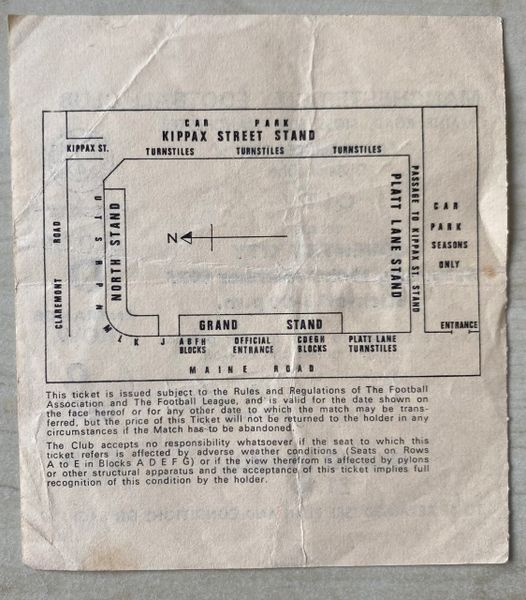 CAR PARK
KIPPAX STREET STAND
KIPPAX ST.
TURNSTILES TURNSTILES TURNSTILES
CLAREMONT ROAD
U T S R P N M L K J
NORTH STAND
N
PLATT LANE STAND
PASSAGE TO KIPPAX ST. STAND
CAR
PARK
SEASONS
ONLY
ENTRANCE
GRAND STAND
ABFH
BLOCKS
OFFICIAL
ENTRANCE
CDEGH
BLOCKS
PLATT LANE
TURNSTILES
MAINE ROAD
This ticket is issued subject to the Rules and Regulations of The Football
Association and The Football League, and is valid for the date shown on
the face hereof or for any other date to which the match may be trans-
ferred, but the price of this Ticket will not be returned to the holder in any
circumstances if the Match has to be abandoned.
The Club accepts no responsibility whatsoever if the seat to which this
ticket refers is affected by adverse weather conditions (Seats on Rows
A to E in Blocks A D E F G) or if the view therefrom is affected by pylons
or other structural apparatus and the acceptance of this ticket implies full
recognition of this condition by the holder.